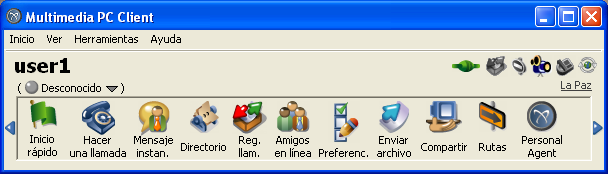 Multimedia PC Client
Inicio Ver Herramientas Ayuda
user1
( Desconocido )
La Paz
Inicio rápido
Hacer una llamada
Mensaje instan.
Directorio
Reg. llam.
Amigos en línea
Preferenc.
Enviar archivo
Compartir
Rutas
Personal Agent